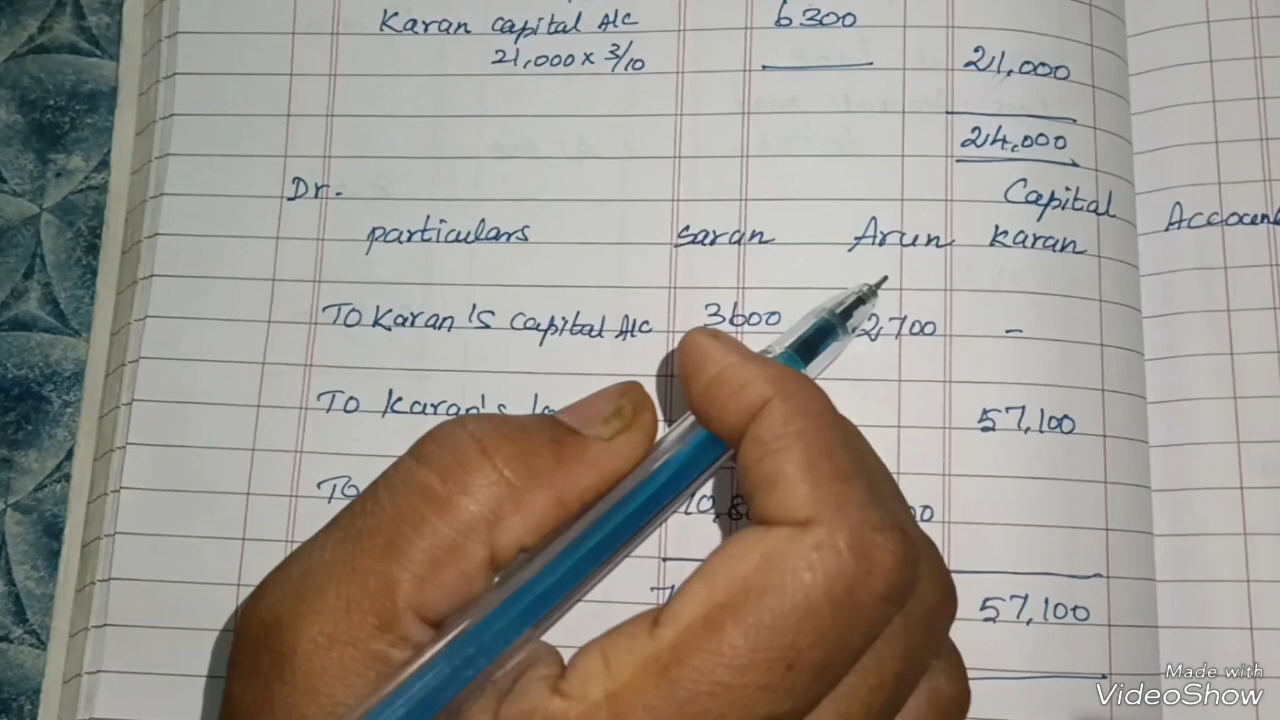 Karan capital A/c 6300
21,000 x 3/10 21,000
24,000
Dr. Capital Account
particulars Saran Arun Karan
To Karan's Capital A/c 3600 2,700 -
To Karan's 57,100
To
57,100
Made with
VideoShow